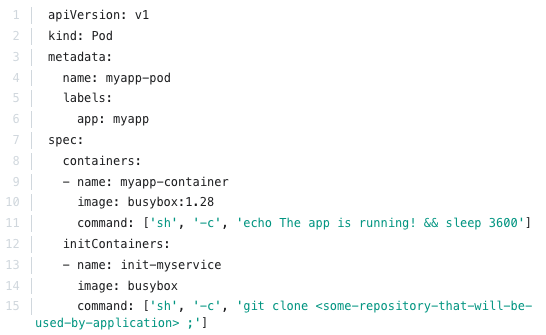 1 apiVersion: v1
2 kind: Pod
3 metadata:
4   name: myapp-pod
5   labels:
6     app: myapp
7 spec:
8   containers:
9   - name: myapp-container
10     image: busybox:1.28
11     command: ['sh', '-c', 'echo The app is running! && sleep 3600']
12   initContainers:
13   - name: init-myservice
14     image: busybox
15     command: ['sh', '-c', 'git clone <some-repository-that-will-be-
used-by-application> ;']